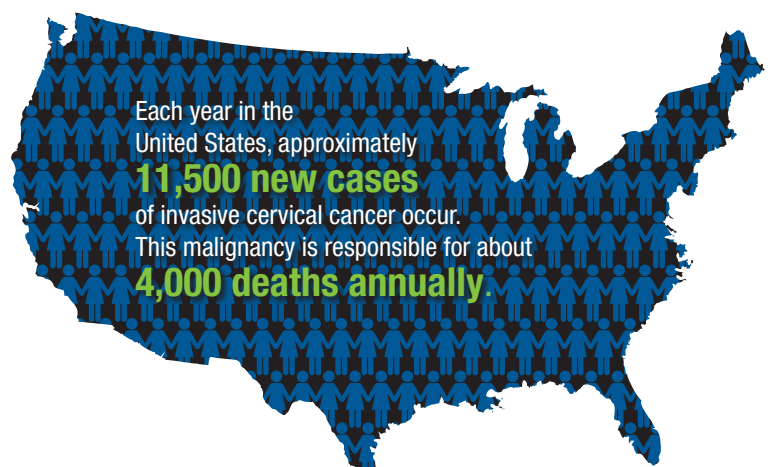 Each year in the
United States, approximately
11,500 new cases
of invasive cervical cancer occur.
This malignancy is responsible for about
4,000 deaths annually.